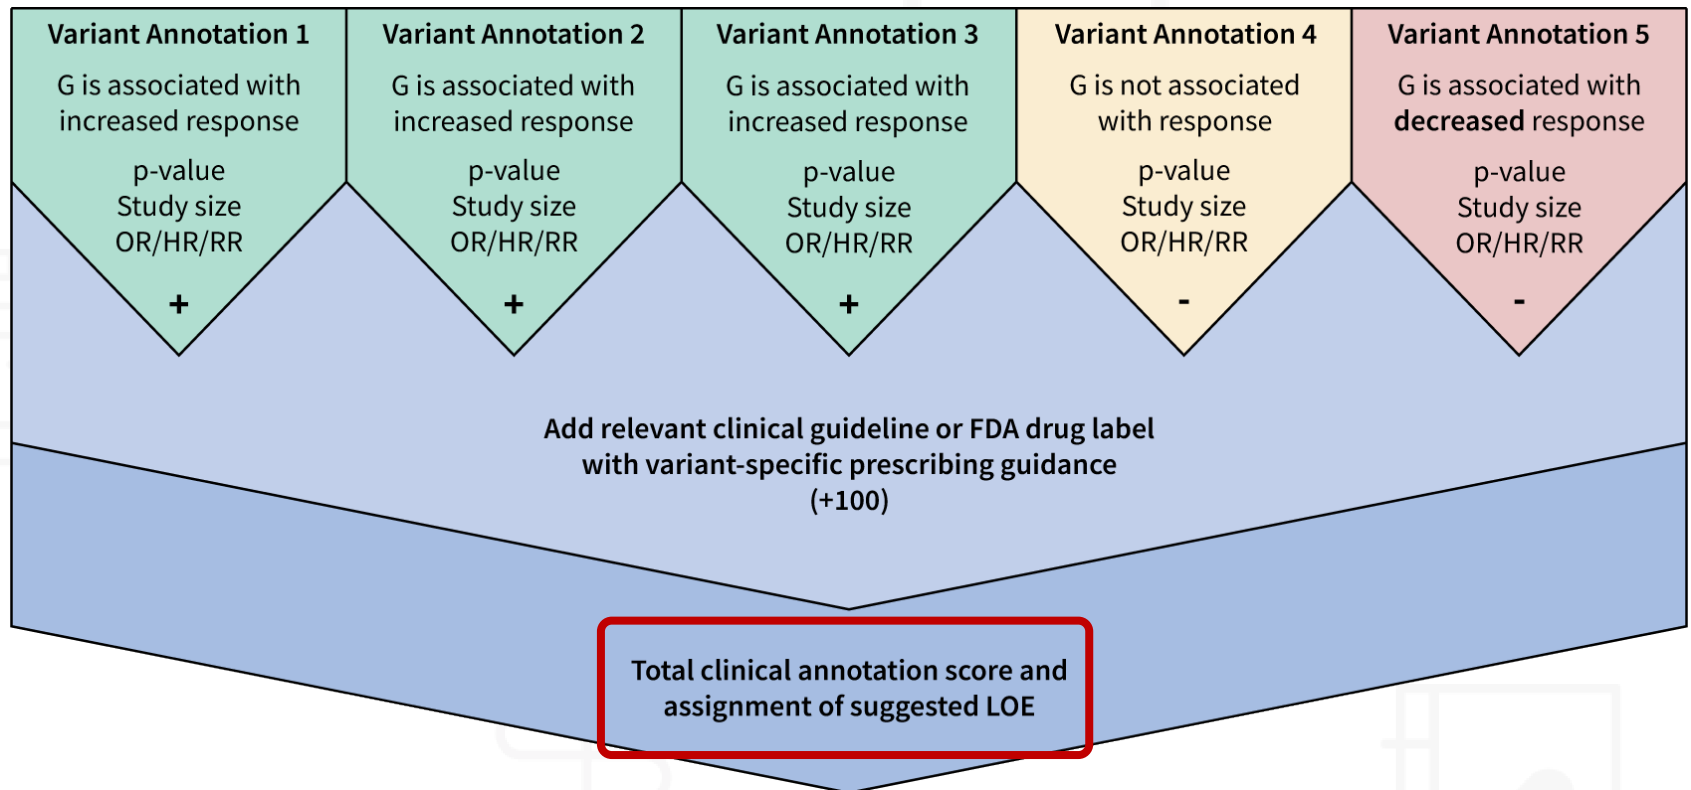 Variant Annotation 1
G is associated with
increased response
p-value
Study size
OR/HR/RR
+
Variant Annotation 2
G is associated with
increased response
p-value
Study size
OR/HR/RR
+
Variant Annotation 3
G is associated with
increased response
p-value
Study size
OR/HR/RR
+
Variant Annotation 4
G is not associated
with response
p-value
Study size
OR/HR/RR
-
Variant Annotation 5
G is associated with
decreased response
p-value
Study size
OR/HR/RR
-
Add relevant clinical guideline or FDA drug label
with variant-specific prescribing guidance
(+100)
Total clinical annotation score and
assignment of suggested LOE